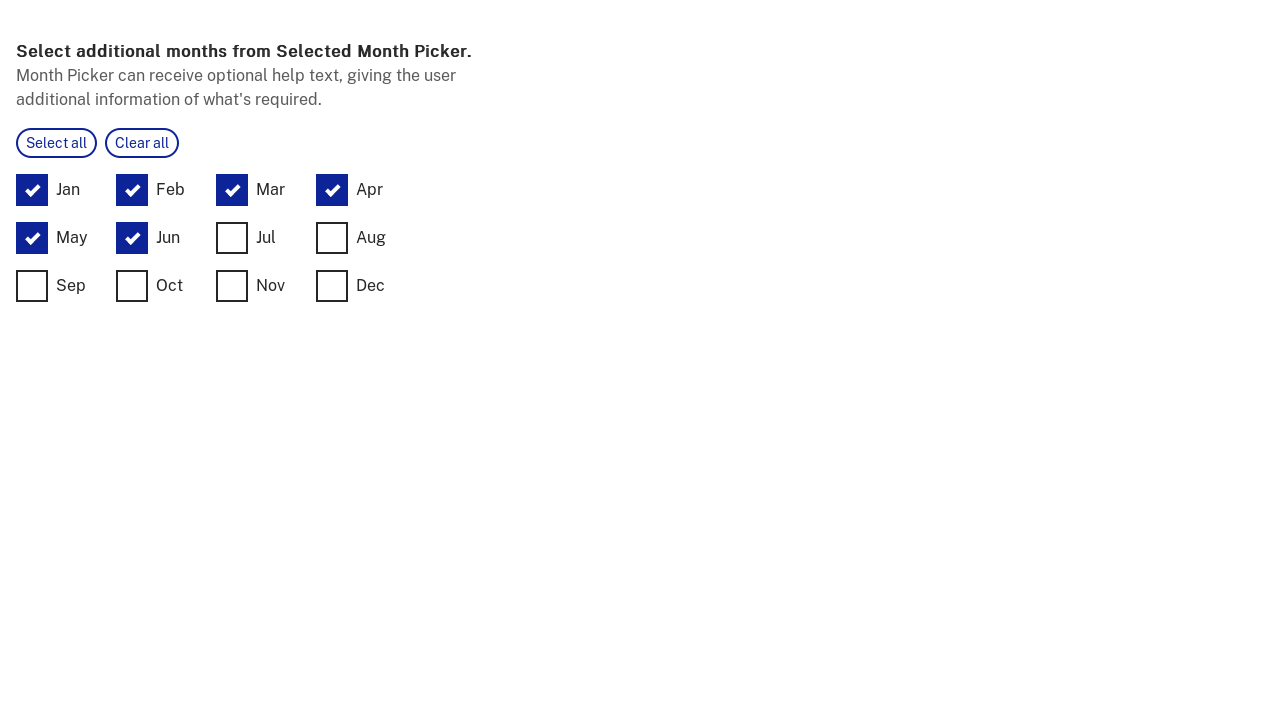 Select additional months from Selected Month Picker.
Month Picker can receive optional help text, giving the user
additional information of what's required.
Select all Clear all
Jan Feb Mar Apr
May Jun Jul Aug
Sep Oct Nov Dec